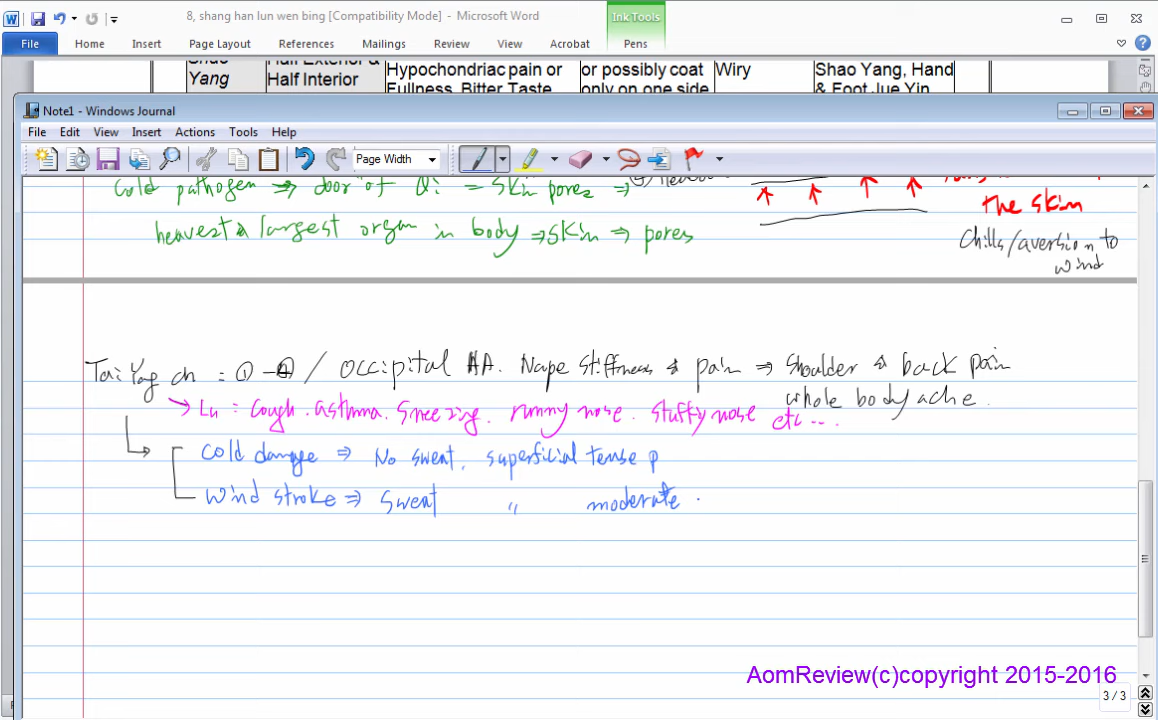 8, shang han lun wen bing [Compatibility Mode] - Microsoft Word
Ink Tools
File Home Insert Page Layout References Mailings Review View Acrobat Pens
Shao Half Exterior &
Yang Half Interior Hypochondriac pain or or possibly coat Wiry Shao Yang, Hand
Fullness, Bitter Taste only on one side & Foot Jue Yin
Note1 - Windows Journal
File Edit View Insert Actions Tools Help
Page Width
Cold pathogen ⇒ door of Qi = Skin pores ⇒
the skin
heavest & largest organ in body ⇒ skin ⇒ pores
Chills/aversion to
wind
Tai Yag ch = ① - ④ / Occipital HA. Nape stiffness & pain ⇒ shoulder & back pain
whole body ache.
Lu = Cough. asthma. Sneezing. runny nose. stuffy nose etc ...
Cold damage ⇒ No sweat, superficial tense p
wind stroke ⇒ Sweat " moderate .
AomReview(c)copyright 2015-2016
3 / 3